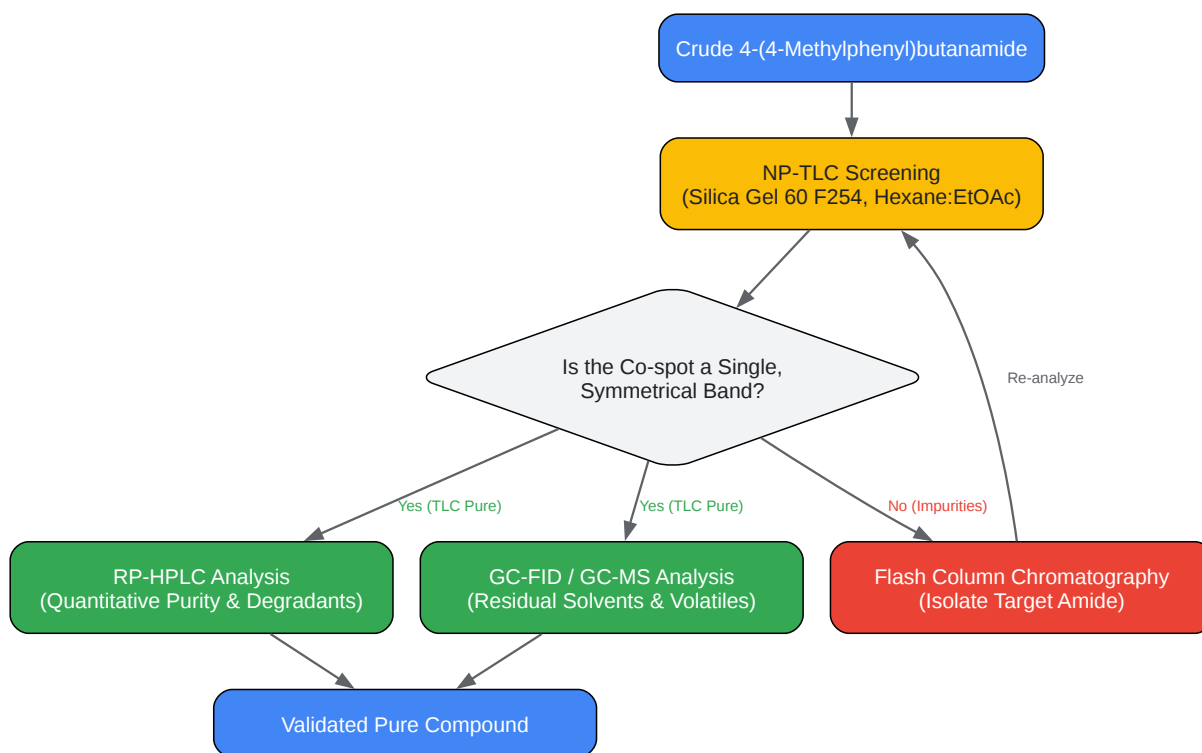 Crude 4-(4-Methylphenyl)butanamide
NP-TLC Screening
(Silica Gel 60 F254, Hexane:EtOAc)
Is the Co-spot a Single,
Symmetrical Band?
Re-analyze
Yes (TLC Pure)
Yes (TLC Pure)
No (Impurities)
RP-HPLC Analysis
(Quantitative Purity & Degradants)
GC-FID / GC-MS Analysis
(Residual Solvents & Volatiles)
Flash Column Chromatography
(Isolate Target Amide)
Validated Pure Compound